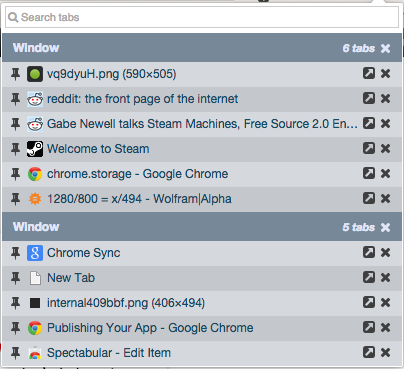 Search tabs
Window 6 tabs
vq9dyuH.png (590×505)
reddit: the front page of the internet
Gabe Newell talks Steam Machines, Free Source 2.0 En...
Welcome to Steam
chrome.storage - Google Chrome
1280/800 = x/494 - Wolfram|Alpha
Window 5 tabs
Chrome Sync
New Tab
internal409bbf.png (406×494)
Publishing Your App - Google Chrome
Spectabular - Edit Item